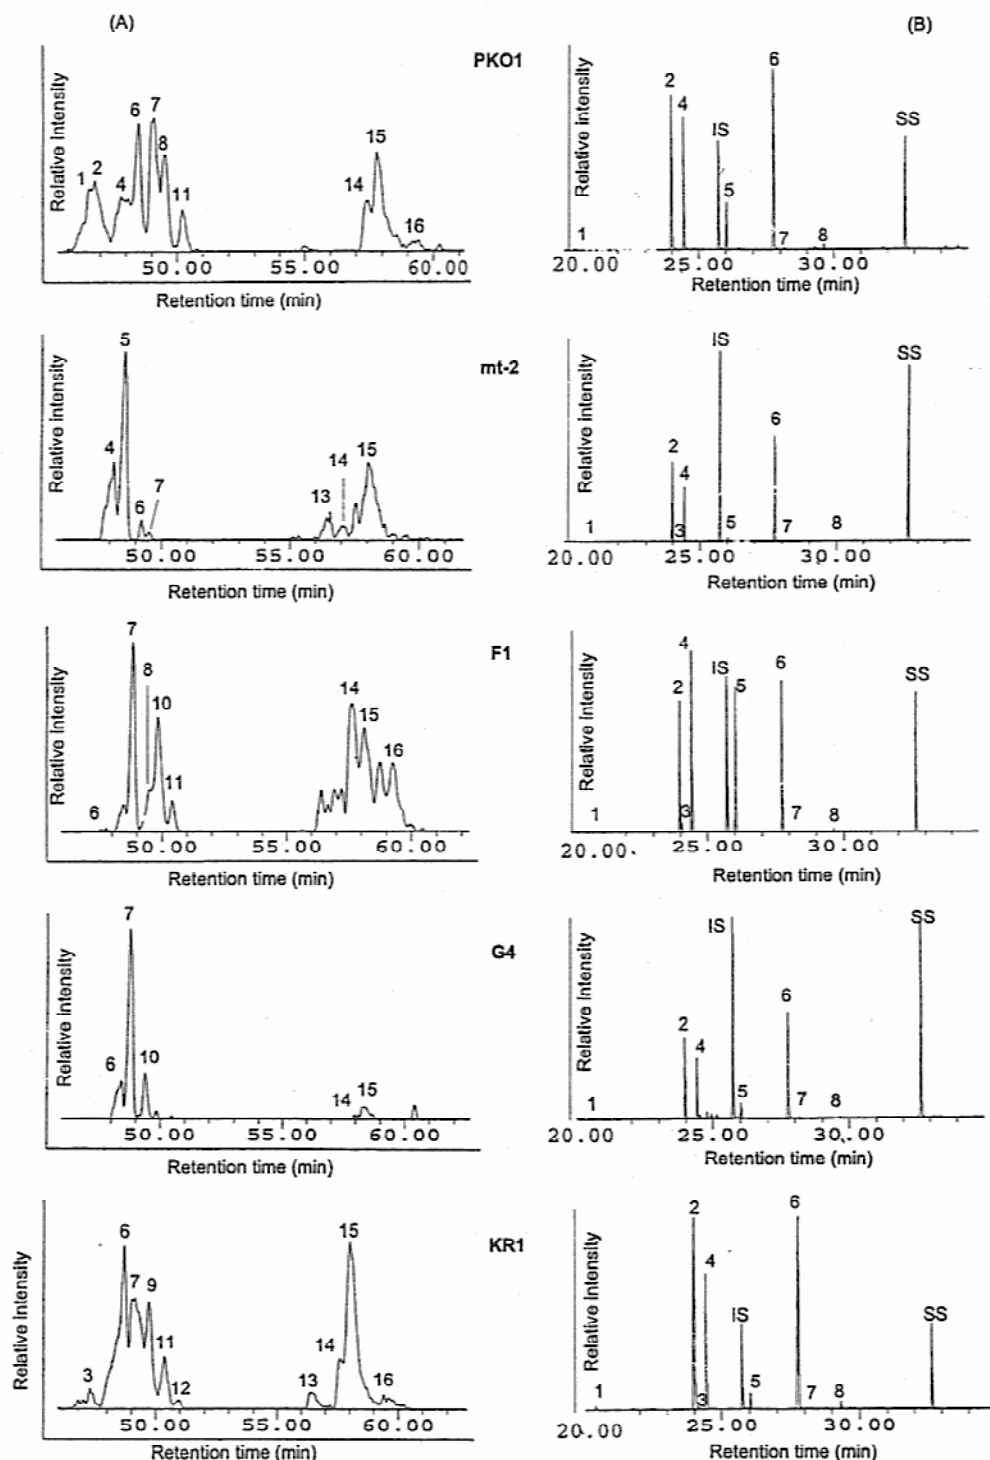 (A) (B)
PKO1
Relative intensity
1 2 4 6 7 8 11 14 15 16
50.00 55.00 60.00
Retention time (min)
Relative intensity
1 2 4 IS 5 6 7 8 SS
20.00 25.00 30.00
Retention time (min)
mt-2
Relative intensity
4 5 6 7 13 14 15
50.00 55.00 60.00
Retention time (min)
Relative intensity
1 2 3 4 IS 5 6 7 8 SS
20.00 25.00 30.00
Retention time (min)
F1
Relative intensity
6 7 8 10 11 14 15 16
50.00 55.00 60.00
Retention time (min)
Relative intensity
1 2 3 4 IS 5 6 7 8 SS
20.00. 25.00 30.00
Retention time (min)
G4
Relative intensity
6 7 10 14 15
50.00 55.00 60.00
Retention time (min)
Relative intensity
1 2 4 IS 5 6 7 8 SS
20.00 25.00 30.00
Retention time (min)
KR1
Relative intensity
3 6 7 9 11 12 13 14 15 16
50.00 55.00 60.00
Retention time (min)
Relative intensity
1 2 3 4 IS 5 6 7 8 SS
20.00 25.00 30.00
Retention time (min)